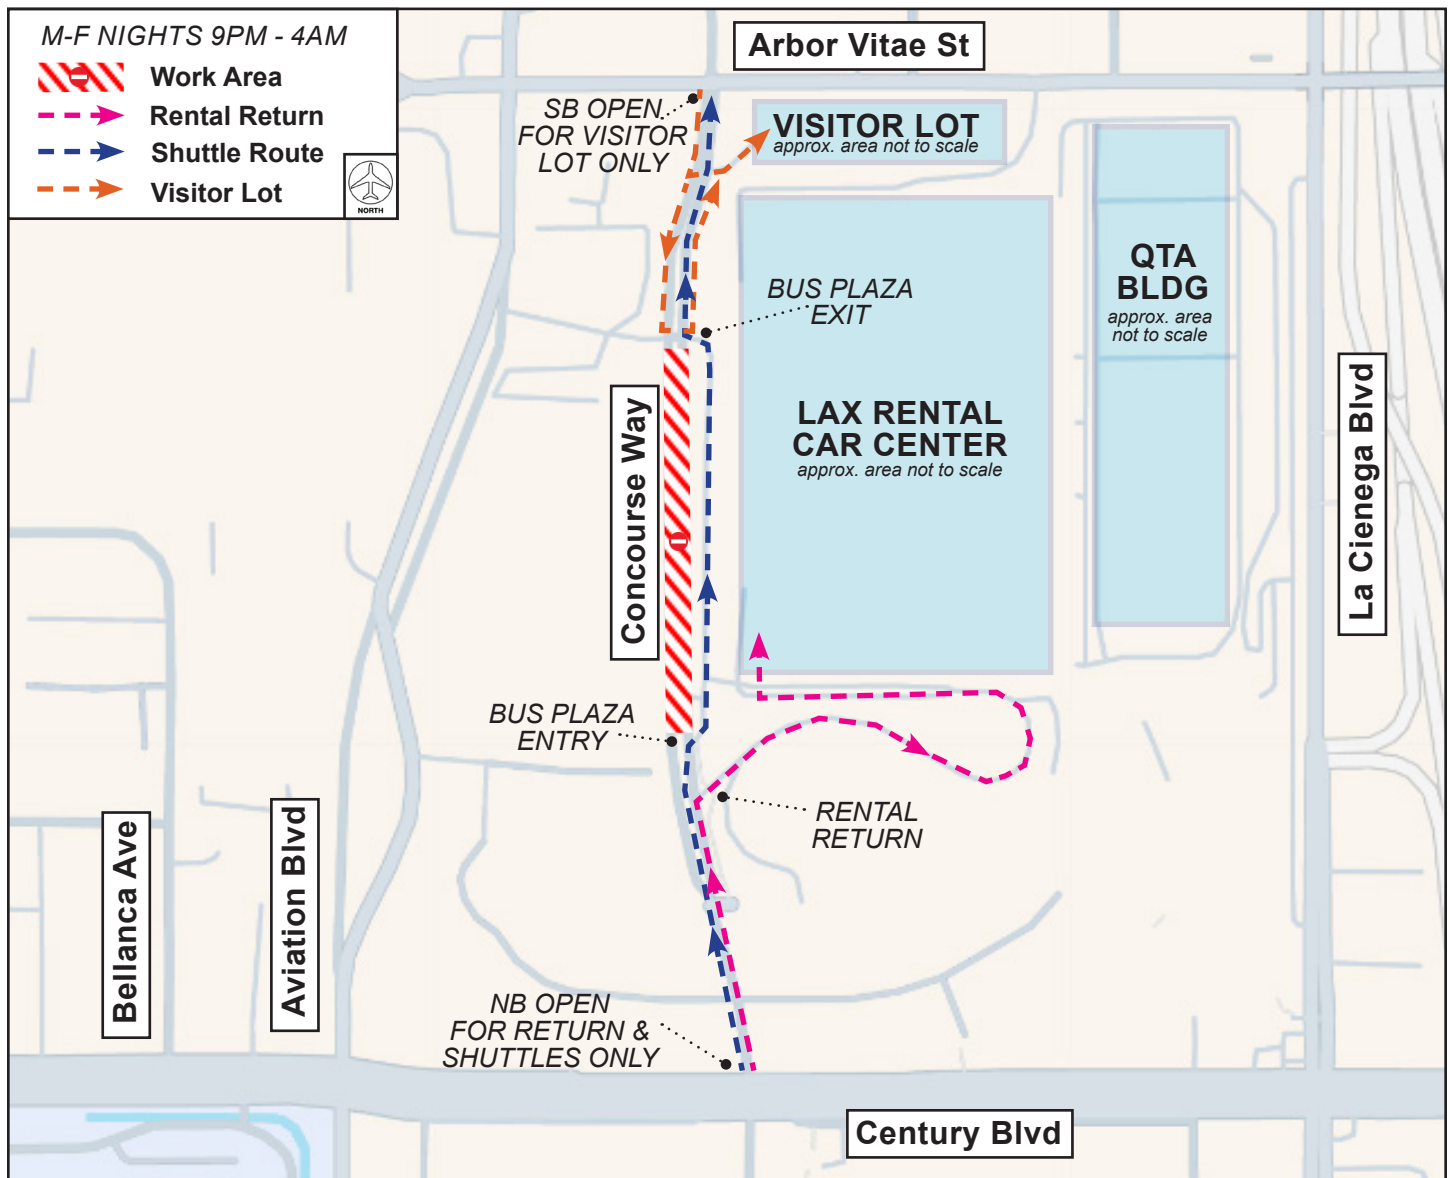 M-F NIGHTS 9PM - 4AM
Work Area
Rental Return
Shuttle Route
Visitor Lot
NORTH
Arbor Vitae St
SB OPEN
FOR VISITOR
LOT ONLY
VISITOR LOT
approx. area not to scale
QTA
BLDG
approx. area
not to scale
BUS PLAZA
EXIT
LAX RENTAL
CAR CENTER
approx. area not to scale
Concourse Way
La Cienega Blvd
BUS PLAZA
ENTRY
RENTAL
RETURN
Bellanca Ave
Aviation Blvd
NB OPEN
FOR RETURN &
SHUTTLES ONLY
Century Blvd